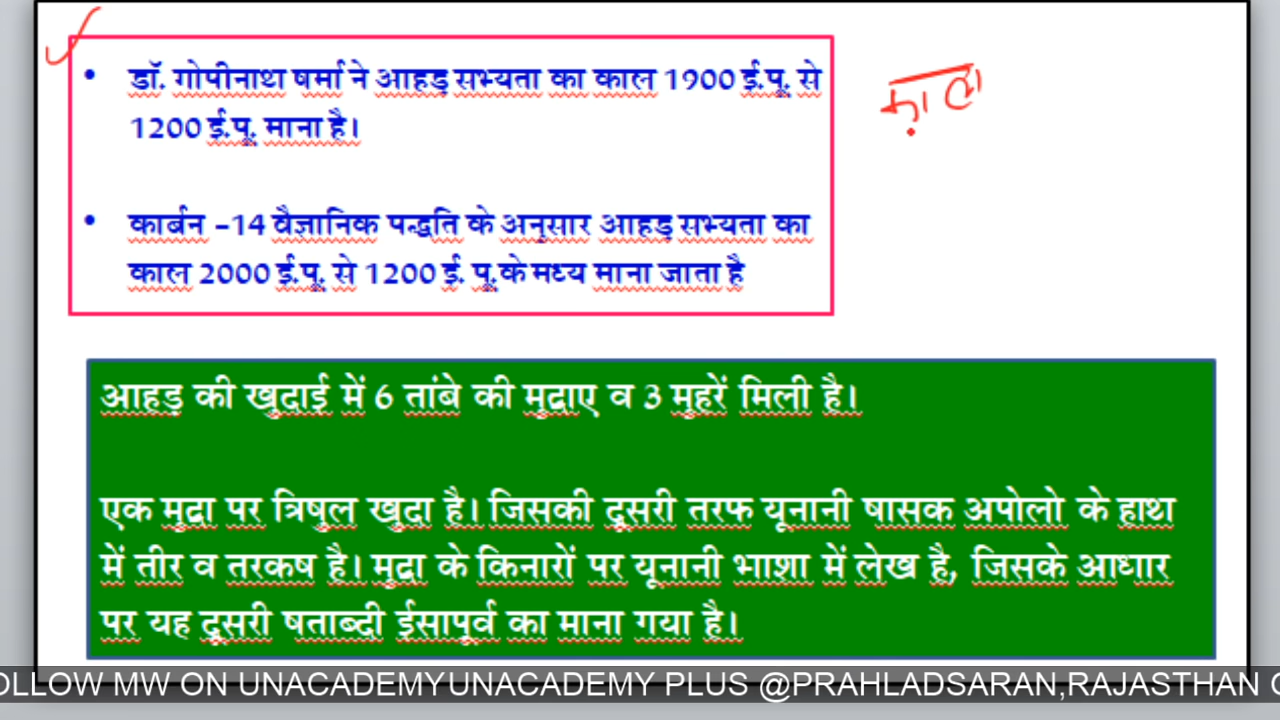 • डॉ. गोपीनाथा षर्मा ने आहड़ सभ्यता का काल 1900 ई.पू. से
1200 ई.पू. माना है।
• कार्बन –14 वैज्ञानिक पद्धति के अनुसार आहड़ सभ्यता का
काल 2000 ई.पू. से 1200 ई. पू.के मध्य माना जाता है
आहड़ की खुदाई में 6 तांबे की मुद्राए व 3 मुहरें मिली है।
एक मुद्रा पर त्रिषुल खुदा है। जिसकी दुसरी तरफ यूनानी षासक अपोलो के हाथ
में तीर व तरकष है। मुद्रा के किनारों पर यूनानी भाशा में लेख है, जिसके आधार
पर यह दुसरी षताब्दी ईसापुर्व का माना गया है।
OLLOW MW ON UNACADEMYUNACADEMY PLUS @PRAHLADSARAN,RAJASTHAN